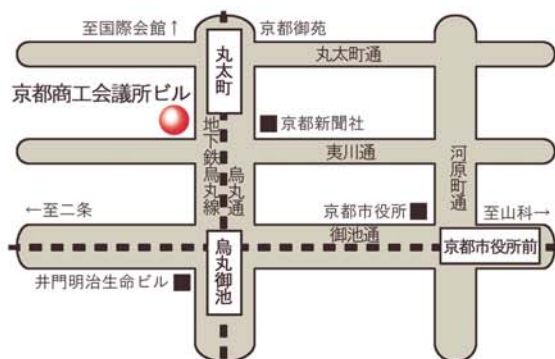 至国際会館↑
京都御苑
丸太町
丸太町通
京都商工会議所ビル
京都新聞社
地下鉄烏丸線
烏丸通
夷川通
河原町通
←至二条
京都市役所
至山科→
御池通
烏丸御池
京都市役所前
井門明治生命ビル